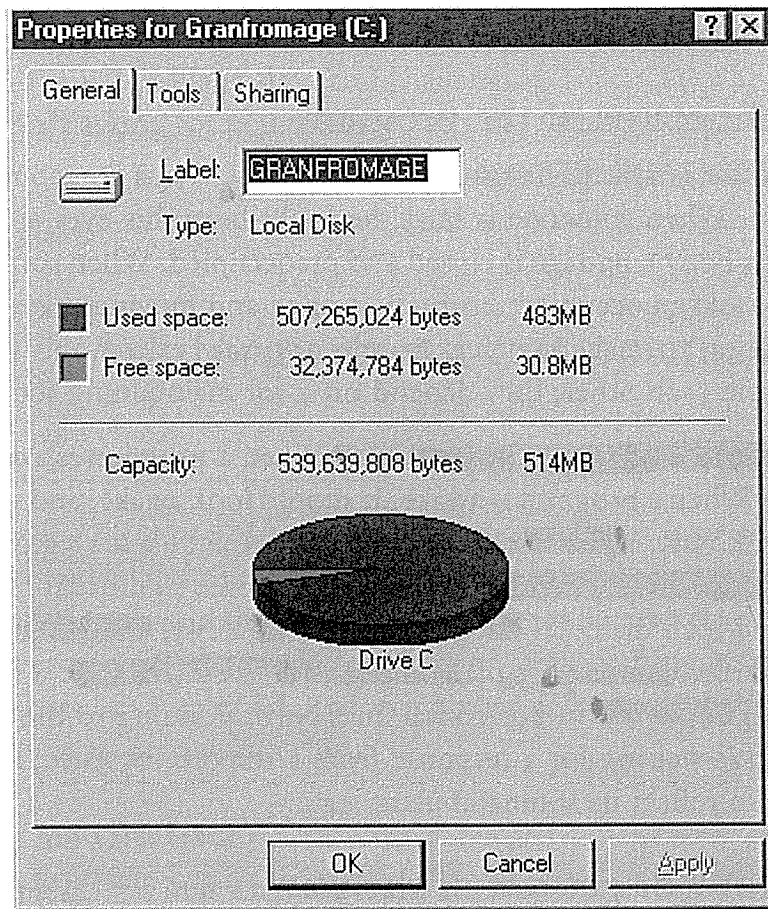 Properties for Granfromage (C:)
General Tools Sharing
Label: GRANFROMAGE
Type: Local Disk
Used space: 507,265,024 bytes 483MB
Free space: 32,374,784 bytes 30.8MB
Capacity: 539,639,808 bytes 514MB
Drive C
OK Cancel Apply